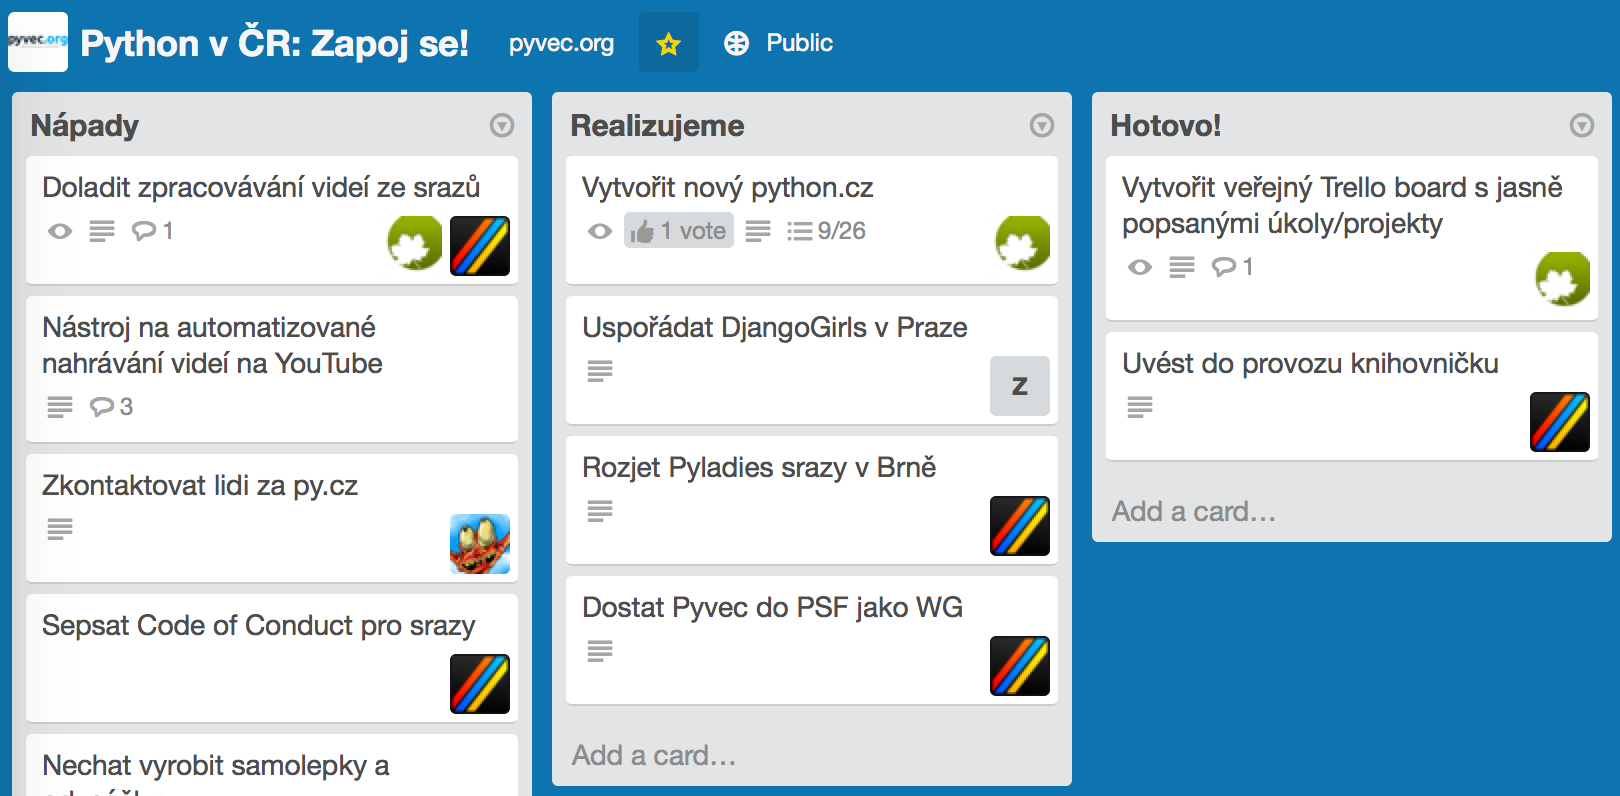 pyvec.org
Python v ČR: Zapoj se!
pyvec.org
Public
Nápady
Doladit zpracovávání videí ze srazů
1
Nástroj na automatizované
nahrávání videí na YouTube
3
Zkontaktovat lidi za py.cz
Sepsat Code of Conduct pro srazy
Nechat vyrobit samolepky a
Realizujeme
Vytvořit nový python.cz
1 vote
9/26
Uspořádat DjangoGirls v Praze
Z
Rozjet Pyladies srazy v Brně
Dostat Pyvec do PSF jako WG
Add a card…
Hotovo!
Vytvořit veřejný Trello board s jasně
popsanými úkoly/projekty
1
Uvést do provozu knihovničku
Add a card…